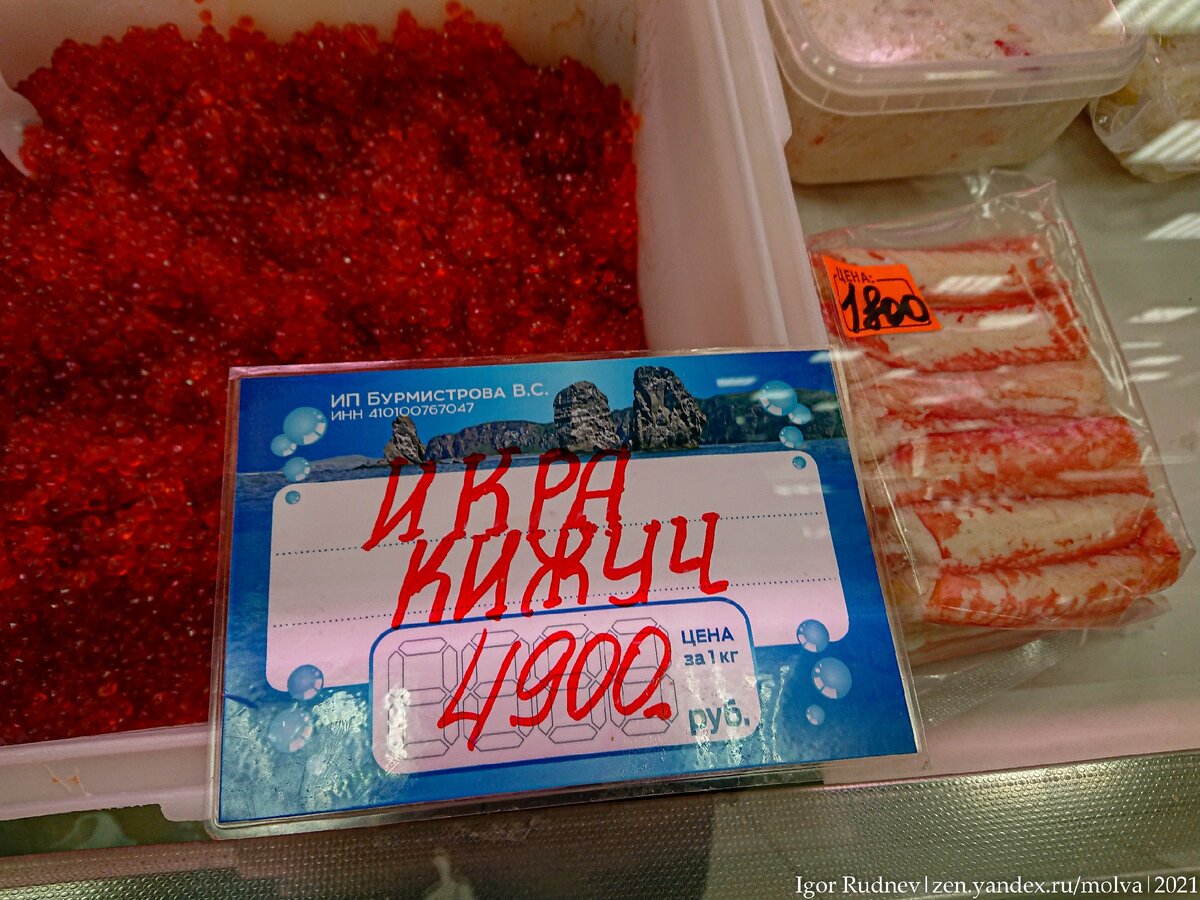 ЦЕНА:
1800
ИП БУРМИСТРОВА В.С.
ИНН 410100767047
ИКРА
КИЖУЧ
4900
ЦЕНА
за 1 кг
руб.
Igor Rudnev|zen.yandex.ru/molva|2021